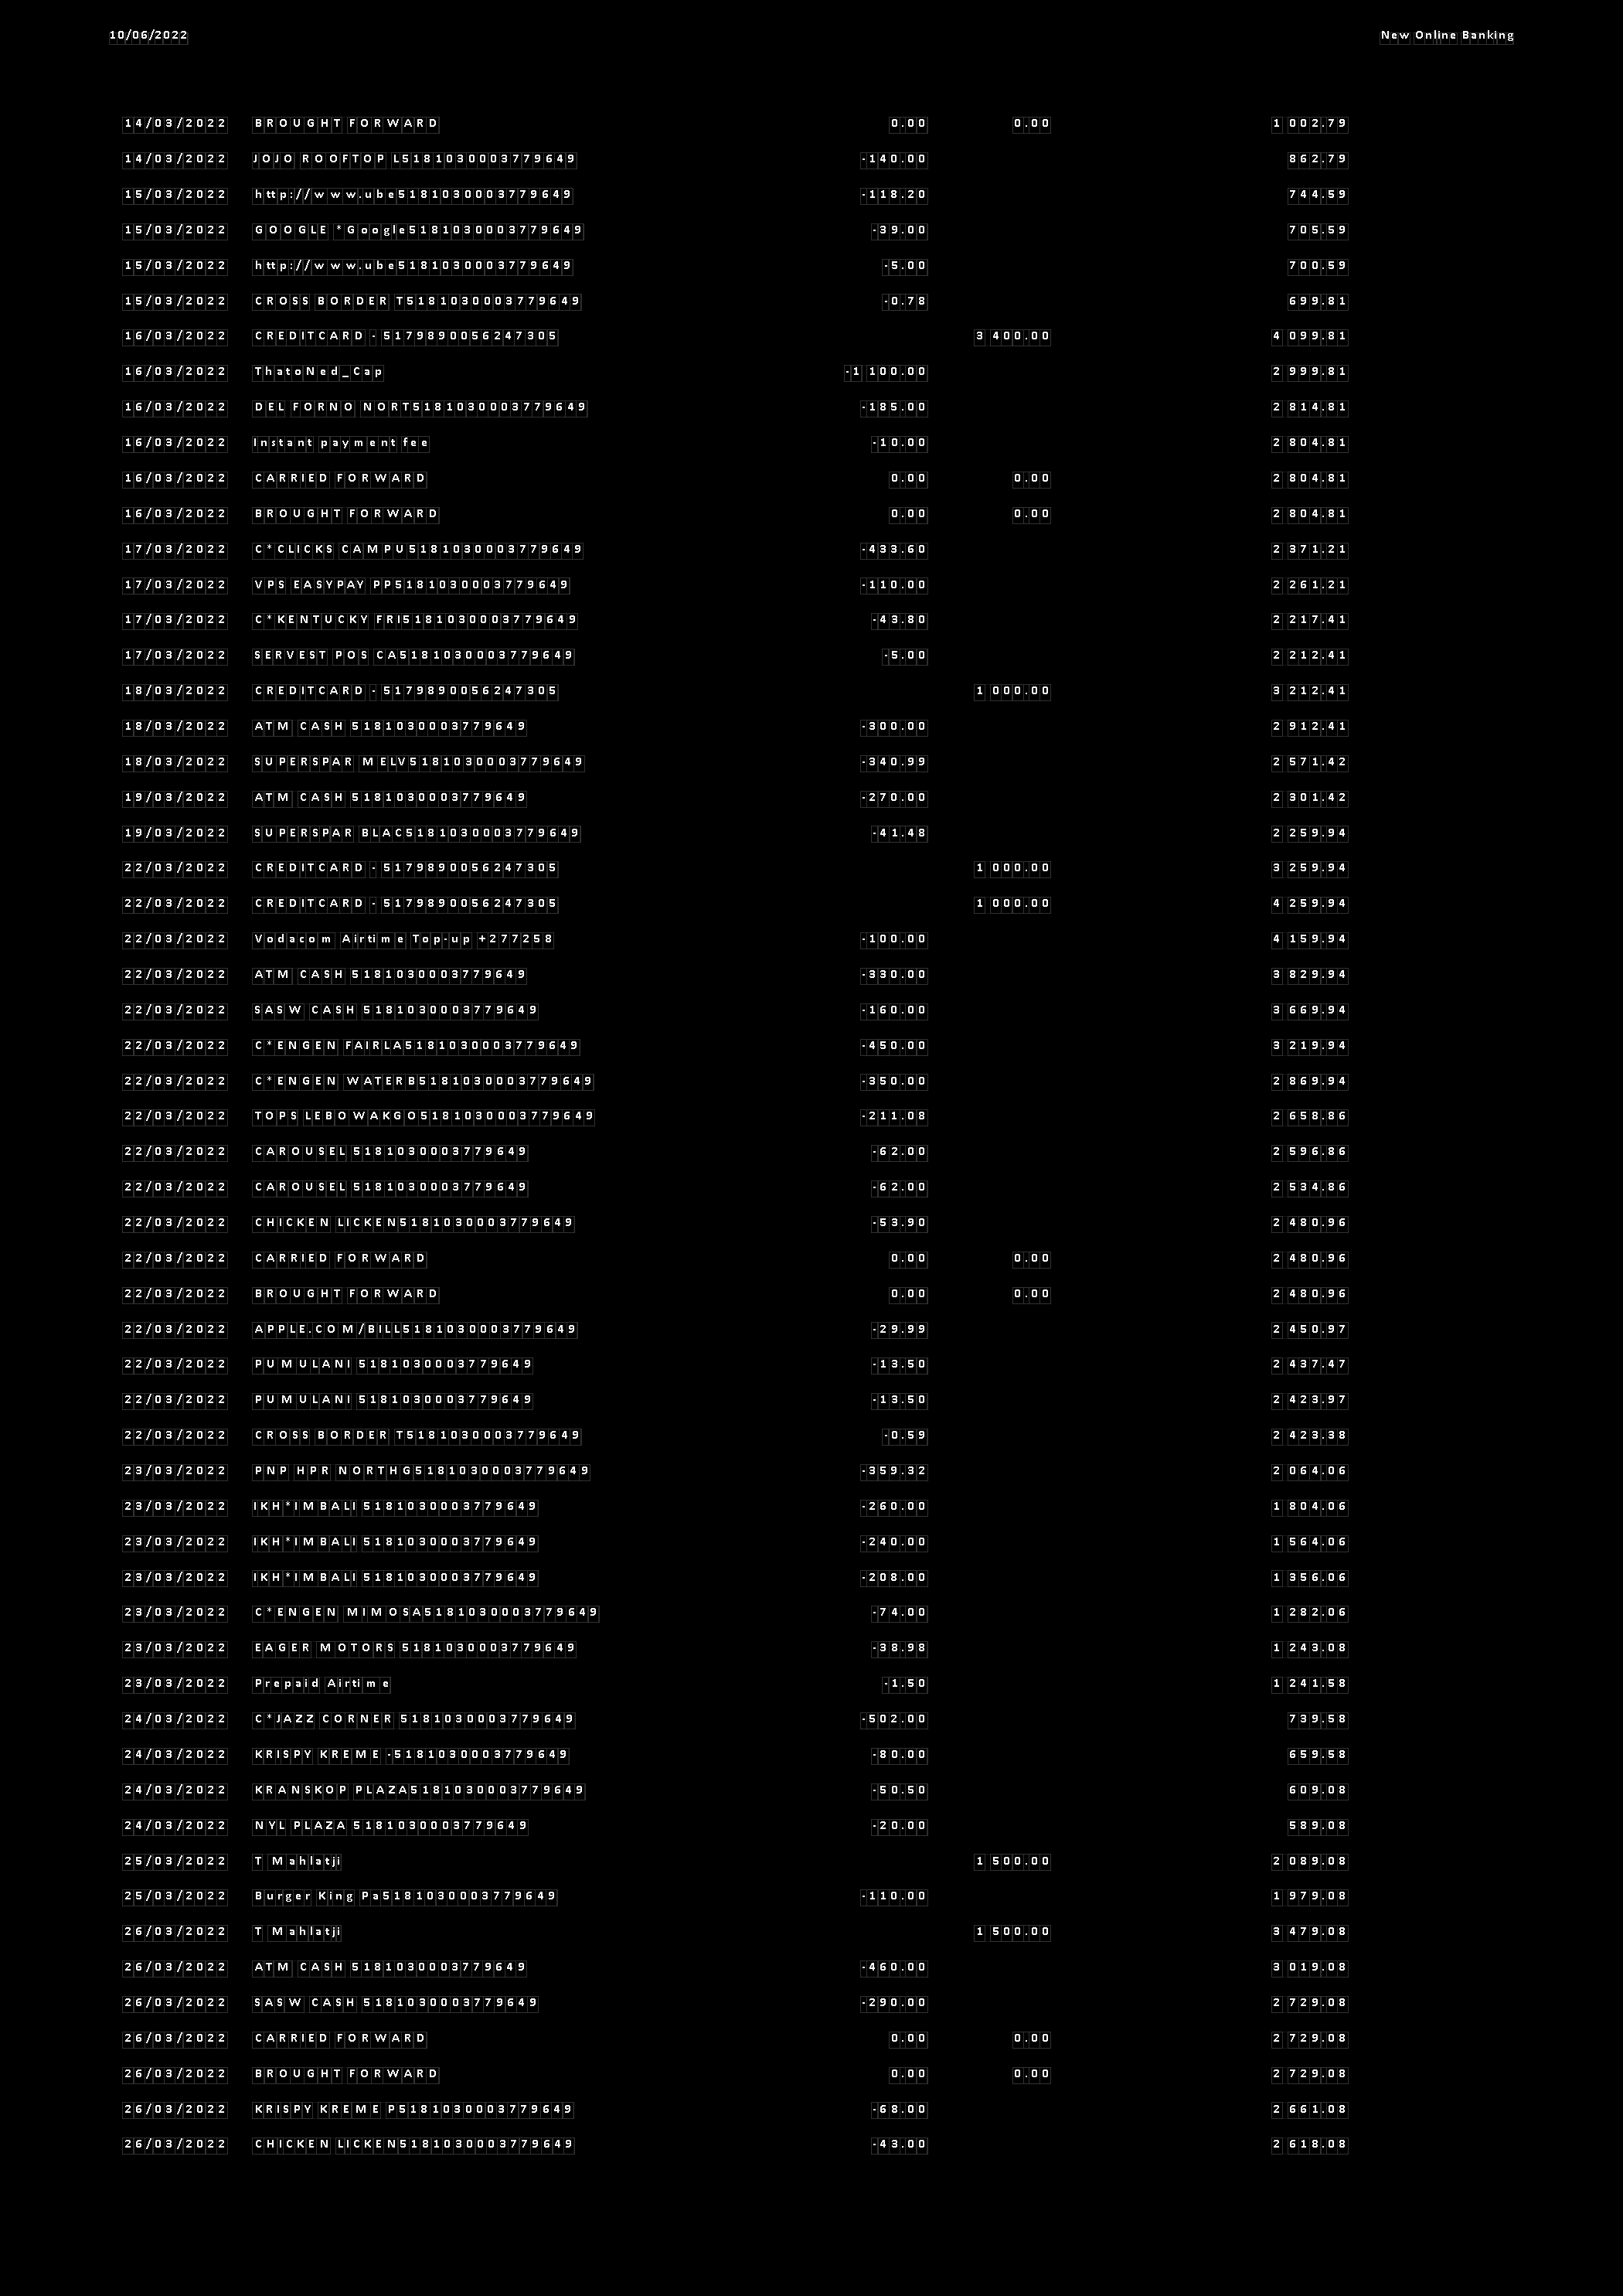 10/06/2022 New Online Banking
14/03/2022 BROUGHT FORWARD 0.00 0.00 1 002.79
14/03/2022 JOJO ROOFTOP L5181030003779649 -140.00 862.79
15/03/2022 http://www.ube5181030003779649 -118.20 744.59
15/03/2022 GOOGLE *Google5181030003779649 -39.00 705.59
15/03/2022 http://www.ube5181030003779649 -5.00 700.59
15/03/2022 CROSS BORDER T5181030003779649 -0.78 699.81
16/03/2022 CREDITCARD - 5179890056247305 3 400.00 4 099.81
16/03/2022 ThatoNed_Cap -1 100.00 2 999.81
16/03/2022 DEL FORNO NORT5181030003779649 -185.00 2 814.81
16/03/2022 Instant payment fee -10.00 2 804.81
16/03/2022 CARRIED FORWARD 0.00 0.00 2 804.81
16/03/2022 BROUGHT FORWARD 0.00 0.00 2 804.81
17/03/2022 C*CLICKS CAMPU5181030003779649 -433.60 2 371.21
17/03/2022 VPS EASYPAY PP5181030003779649 -110.00 2 261.21
17/03/2022 C*KENTUCKY FRI5181030003779649 -43.80 2 217.41
17/03/2022 SERVEST POS CA5181030003779649 -5.00 2 212.41
18/03/2022 CREDITCARD - 5179890056247305 1 000.00 3 212.41
18/03/2022 ATM CASH 5181030003779649 -300.00 2 912.41
18/03/2022 SUPERSPAR MELV5181030003779649 -340.99 2 571.42
19/03/2022 ATM CASH 5181030003779649 -270.00 2 301.42
19/03/2022 SUPERSPAR BLAC5181030003779649 -41.48 2 259.94
22/03/2022 CREDITCARD - 5179890056247305 1 000.00 3 259.94
22/03/2022 CREDITCARD - 5179890056247305 1 000.00 4 259.94
22/03/2022 Vodacom Airtime Top-up +277258 -100.00 4 159.94
22/03/2022 ATM CASH 5181030003779649 -330.00 3 829.94
22/03/2022 SASW CASH 5181030003779649 -160.00 3 669.94
22/03/2022 C*ENGEN FAIRLA5181030003779649 -450.00 3 219.94
22/03/2022 C*ENGEN WATERB5181030003779649 -350.00 2 869.94
22/03/2022 TOPS LEBOWAKGO5181030003779649 -211.08 2 658.86
22/03/2022 CAROUSEL 5181030003779649 -62.00 2 596.86
22/03/2022 CAROUSEL 5181030003779649 -62.00 2 534.86
22/03/2022 CHICKEN LICKEN5181030003779649 -53.90 2 480.96
22/03/2022 CARRIED FORWARD 0.00 0.00 2 480.96
22/03/2022 BROUGHT FORWARD 0.00 0.00 2 480.96
22/03/2022 APPLE.COM/BILL5181030003779649 -29.99 2 450.97
22/03/2022 PUMULANI 5181030003779649 -13.50 2 437.47
22/03/2022 PUMULANI 5181030003779649 -13.50 2 423.97
22/03/2022 CROSS BORDER T5181030003779649 -0.59 2 423.38
23/03/2022 PNP HPR NORTHG5181030003779649 -359.32 2 064.06
23/03/2022 IKH*IMBALI 5181030003779649 -260.00 1 804.06
23/03/2022 IKH*IMBALI 5181030003779649 -240.00 1 564.06
23/03/2022 IKH*IMBALI 5181030003779649 -208.00 1 356.06
23/03/2022 C*ENGEN MIMOSA5181030003779649 -74.00 1 282.06
23/03/2022 EAGER MOTORS 5181030003779649 -38.98 1 243.08
23/03/2022 Prepaid Airtime -1.50 1 241.58
24/03/2022 C*JAZZ CORNER 5181030003779649 -502.00 739.58
24/03/2022 KRISPY KREME -5181030003779649 -80.00 659.58
24/03/2022 KRANSKOP PLAZA5181030003779649 -50.50 609.08
24/03/2022 NYL PLAZA 5181030003779649 -20.00 589.08
25/03/2022 T Mahlatji 1 500.00 2 089.08
25/03/2022 Burger King Pa5181030003779649 -110.00 1 979.08
26/03/2022 T Mahlatji 1 500.00 3 479.08
26/03/2022 ATM CASH 5181030003779649 -460.00 3 019.08
26/03/2022 SASW CASH 5181030003779649 -290.00 2 729.08
26/03/2022 CARRIED FORWARD 0.00 0.00 2 729.08
26/03/2022 BROUGHT FORWARD 0.00 0.00 2 729.08
26/03/2022 KRISPY KREME P5181030003779649 -68.00 2 661.08
26/03/2022 CHICKEN LICKEN5181030003779649 -43.00 2 618.08